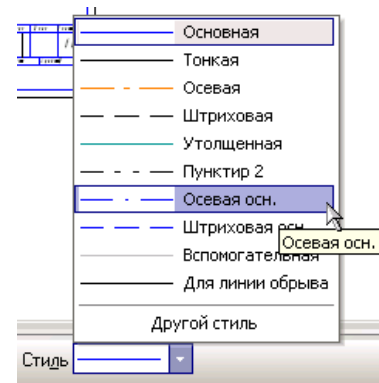 Основная
Тонкая
Осевая
Штриховая
Утолщенная
Пунктир 2
Осевая осн.
Штриховая осн.
Осевая осн.
Вспомогательная
Для линии обрыва
Другой стиль
Стиль